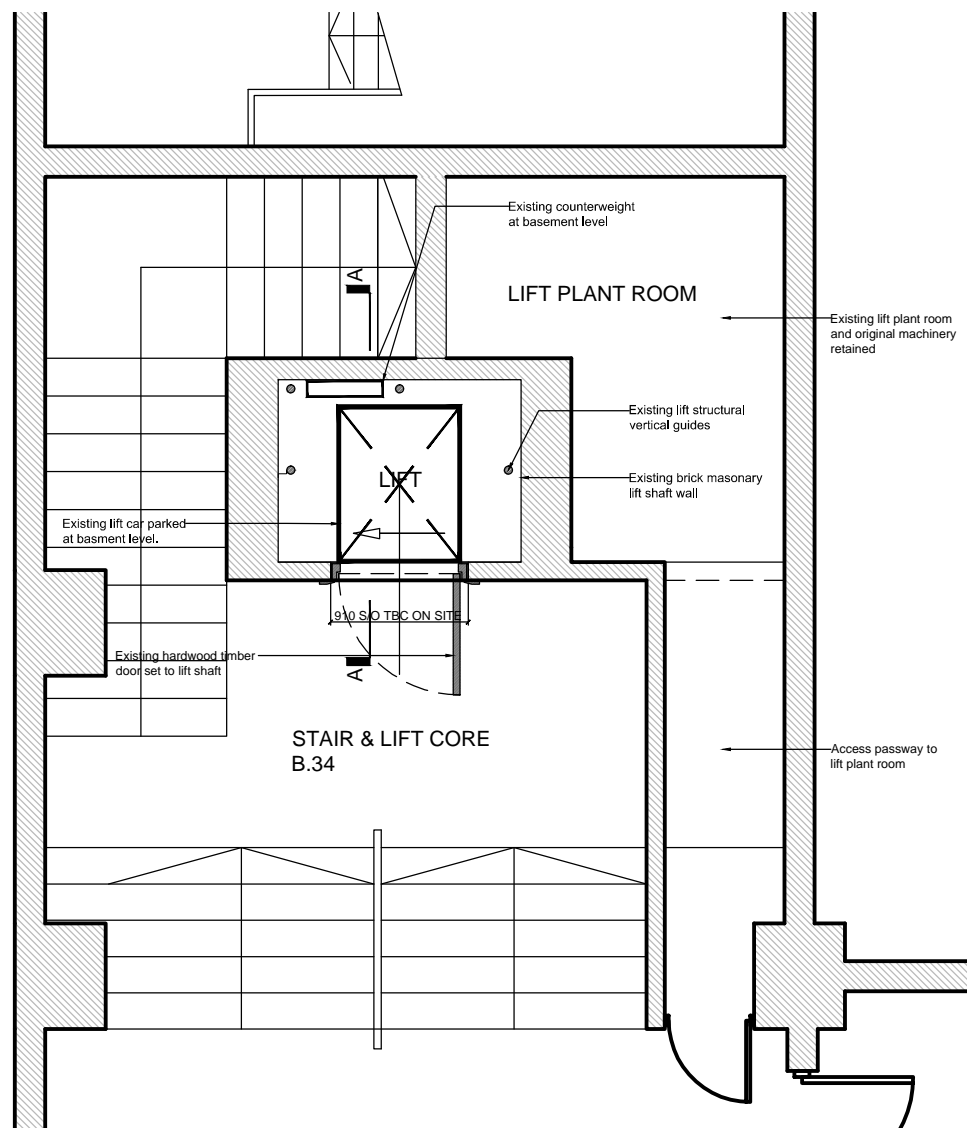 Existing counterweight
at basement level
A
LIFT PLANT ROOM
Existing lift plant room
and original machinery
retained
Existing lift structural
vertical guides
LIFT
Existing brick masonary
lift shaft wall
Existing lift car parked
at basment level.
910 S/O TBC ON SITE
Existing hardwood timber
door set to lift shaft
A
STAIR & LIFT CORE
B.34
Access passway to
lift plant room